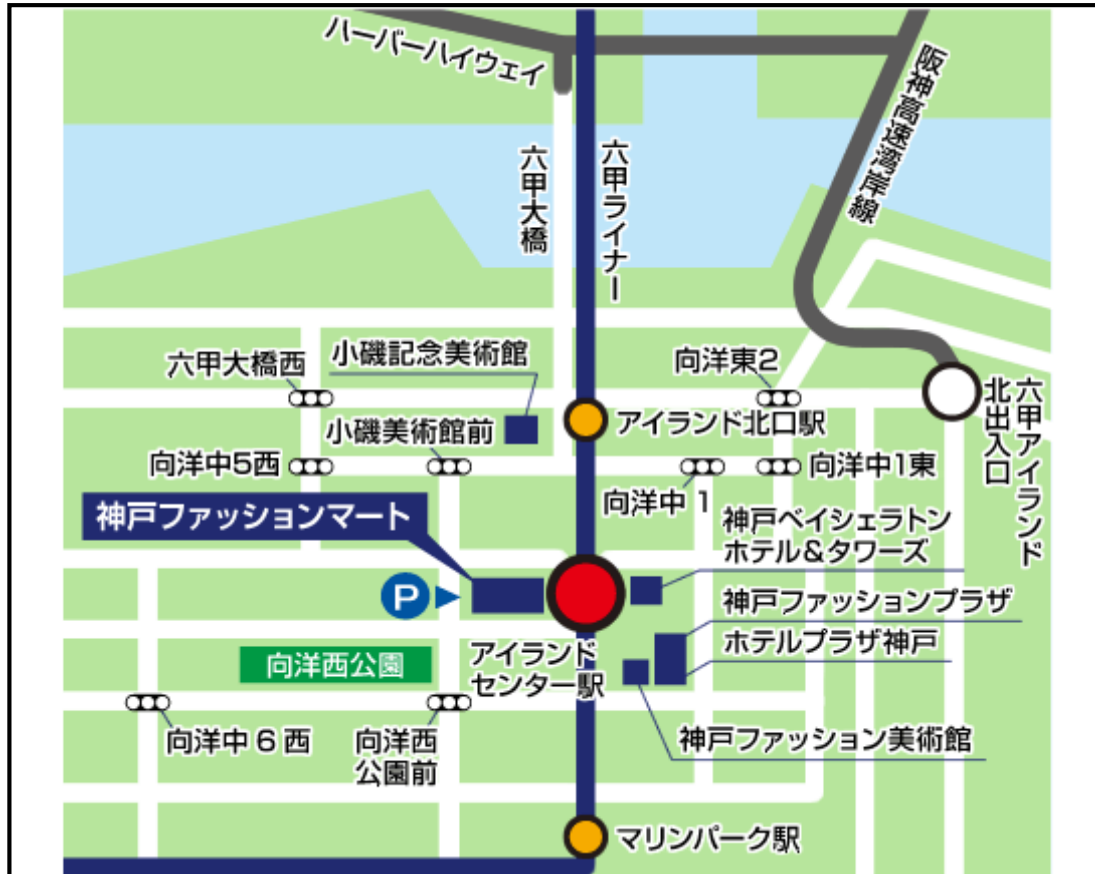 ハーバーハイウェイ
阪神高速湾岸線
六甲大橋
六甲ライナー
小磯記念美術館
六甲大橋西
向洋東2
アイランド北口駅
六甲アイランド
北出入口
小磯美術館前
向洋中5西
向洋中1東
向洋中 1
神戸ファッションマート
神戸ベイシェラトン
ホテル&タワーズ
P
神戸ファッションプラザ
ホテルプラザ神戸
向洋西公園
アイランド
センター駅
向洋中 6 西
向洋西
公園前
神戸ファッション美術館
マリンパーク駅